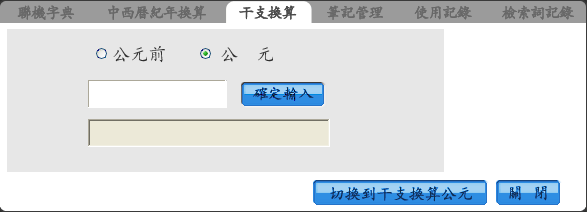 聯機字典 中西曆紀年換算 干支換算 筆記管理 使用記錄 檢索詞記錄
公元前 公 元
確定輸入
切換到干支換算公元 關 閉